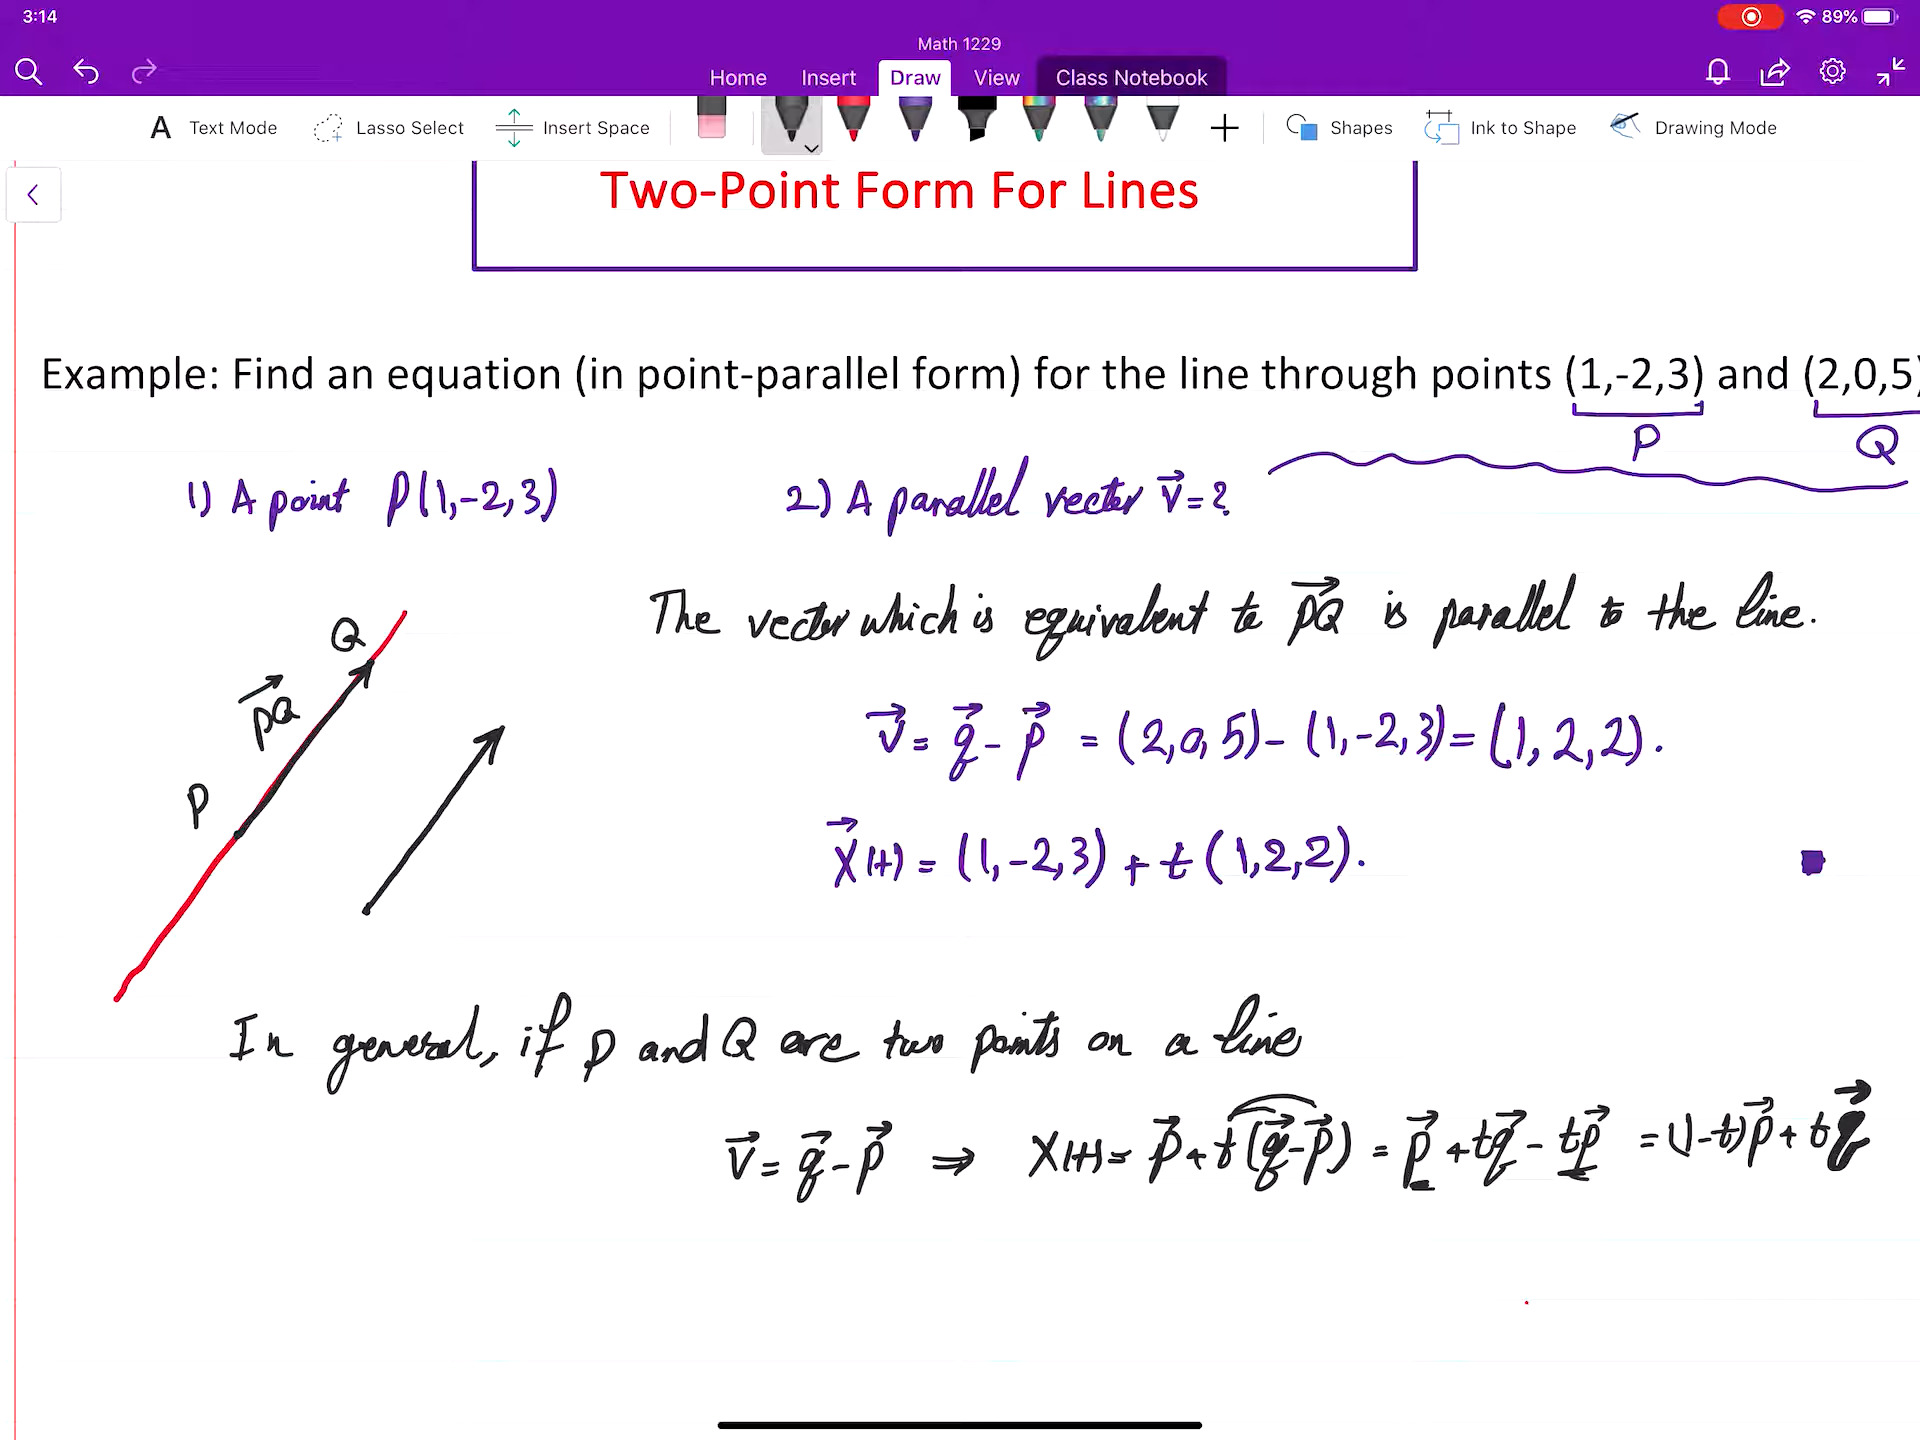 3:14
89%
Math 1229
Home Insert Draw View Class Notebook
A Text Mode Lasso Select Insert Space Shapes Ink to Shape Drawing Mode
Two-Point Form For Lines
Example: Find an equation (in point-parallel form) for the line through points (1,-2,3) and (2,0,5)
P Q
1) A point P(1,-2,3) 2) A parallel vector v⃗=?
The vector which is equivalent to PQ⃗ is parallel to the line.
Q
PQ⃗
P
v⃗ = q⃗ - p⃗ = (2,0,5) - (1,-2,3) = (1,2,2).
x⃗(t) = (1,-2,3) + t(1,2,2).
In general, if P and Q are two points on a line
v⃗ = q⃗ - p⃗ ⇒ x(t) = p⃗ + t(q⃗ - p⃗) = p⃗ + tq⃗ - tp⃗ = (1-t)p⃗ + tq⃗